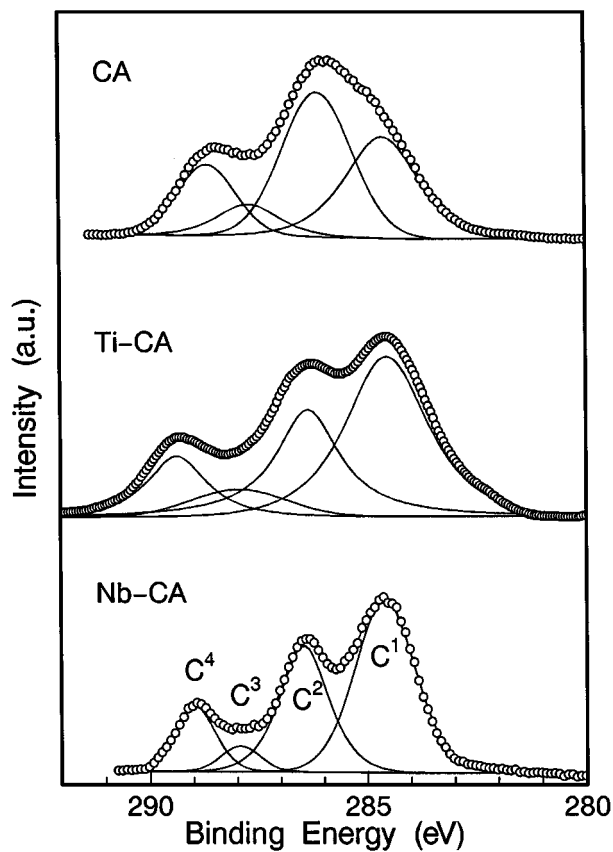 CA
Ti–CA
Nb–CA
C4
C3
C2
C1
Intensity (a.u.)
290
285
280
Binding Energy (eV)